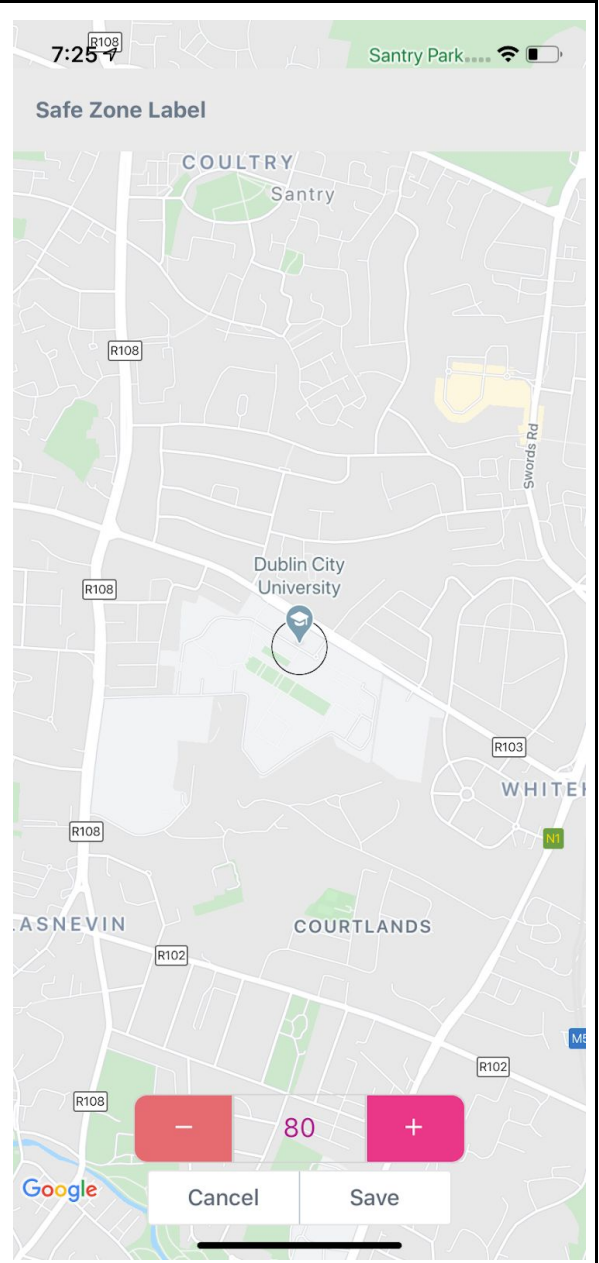 R108
7:25
Santry Park
Safe Zone Label
COULTRY
Santry
R108
Swords Rd
Dublin City
University
R108
R103
WHITEH
N1
R108
ASNEVIN
COURTLANDS
R102
M5
R102
R108
− 80 +
Google
Cancel Save